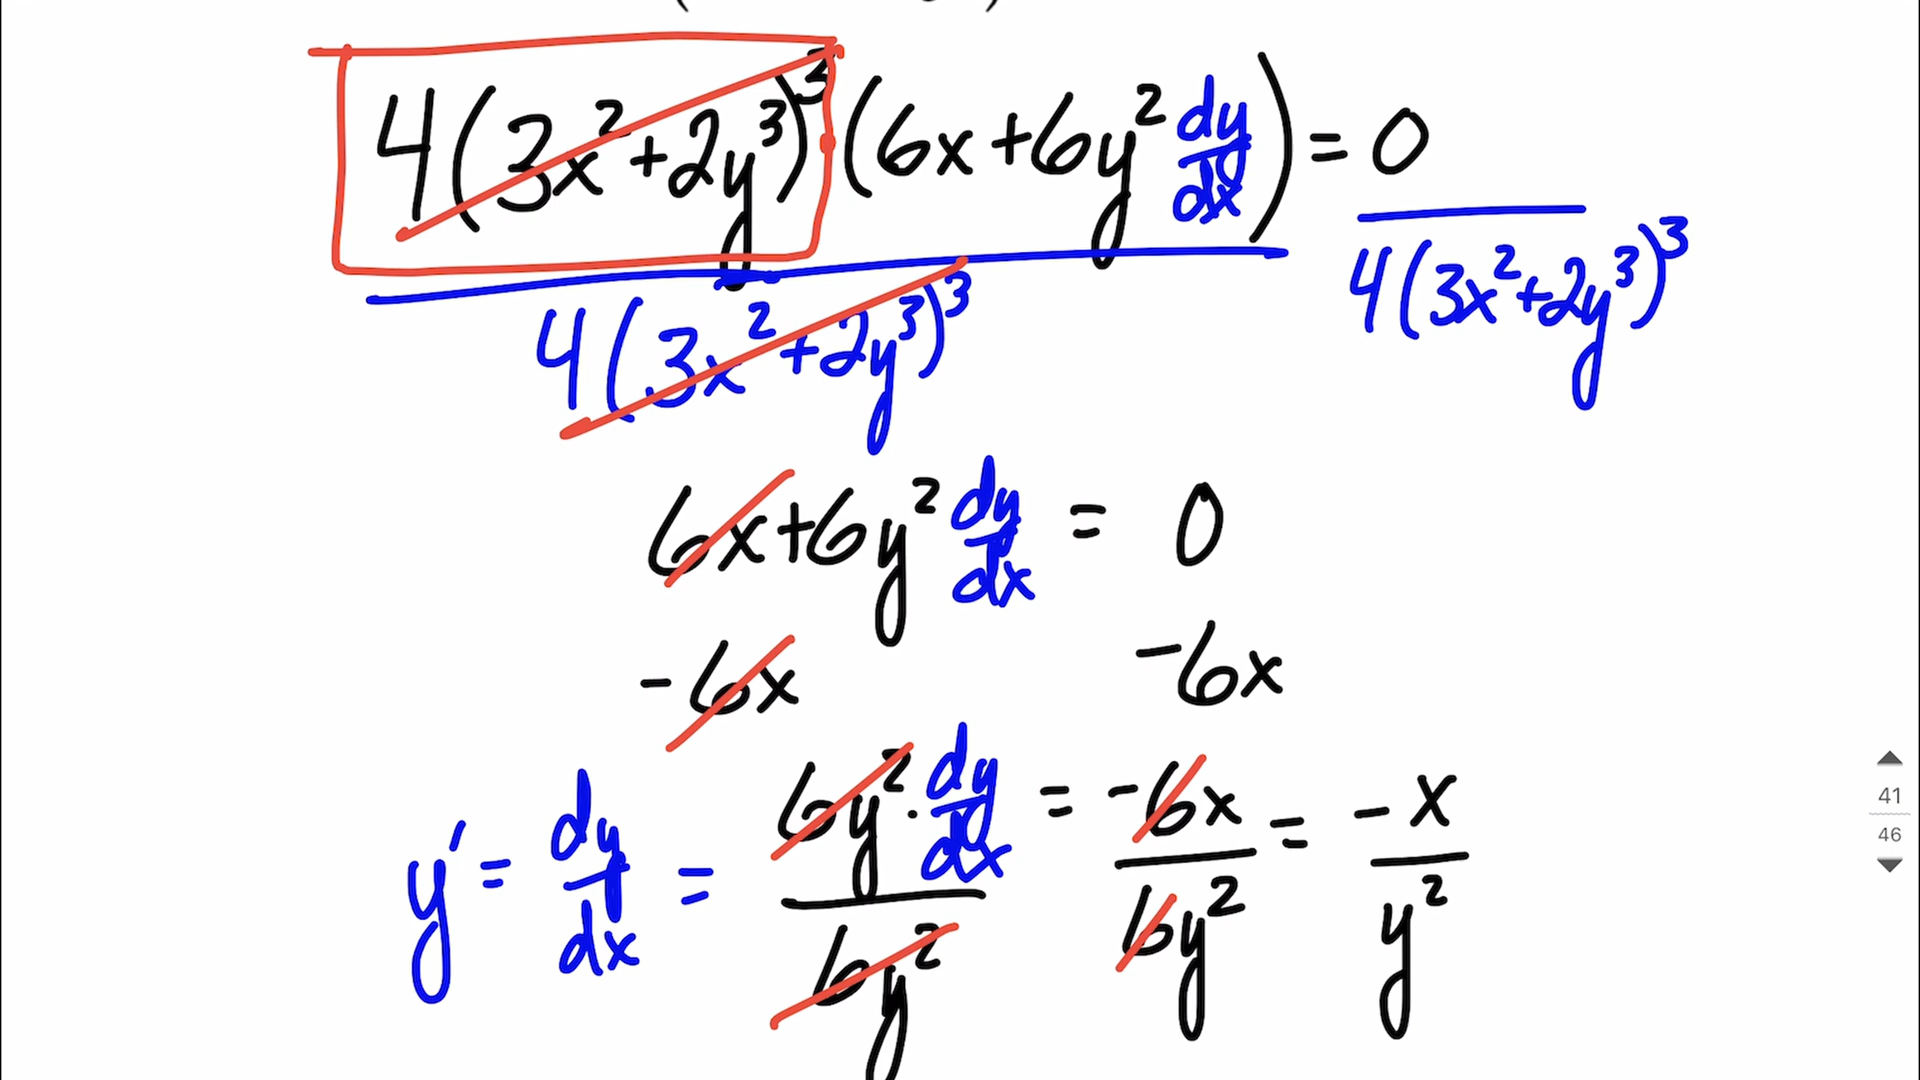 4(3x²+2y³)³·(6x+6y² dy/dx) = 0
4(3x²+2y³)³ 4(3x²+2y³)³
6x+6y² dy/dx = 0
-6x -6x
y' = dy/dx = 6y²·dy/dx / 6y² = -6x / 6y² = -x / y²
41
46